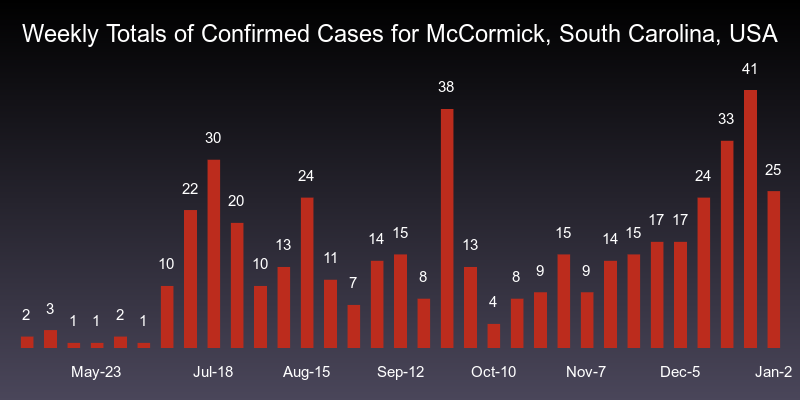 Weekly Totals of Confirmed Cases for McCormick, South Carolina, USA
2 3 1 1 2 1 10 22 30 20 10 13 24 11 7 14 15 8 38 13 4 8 9 15 9 14 15 17 17 24 33 41 25
May-23 Jul-18 Aug-15 Sep-12 Oct-10 Nov-7 Dec-5 Jan-2